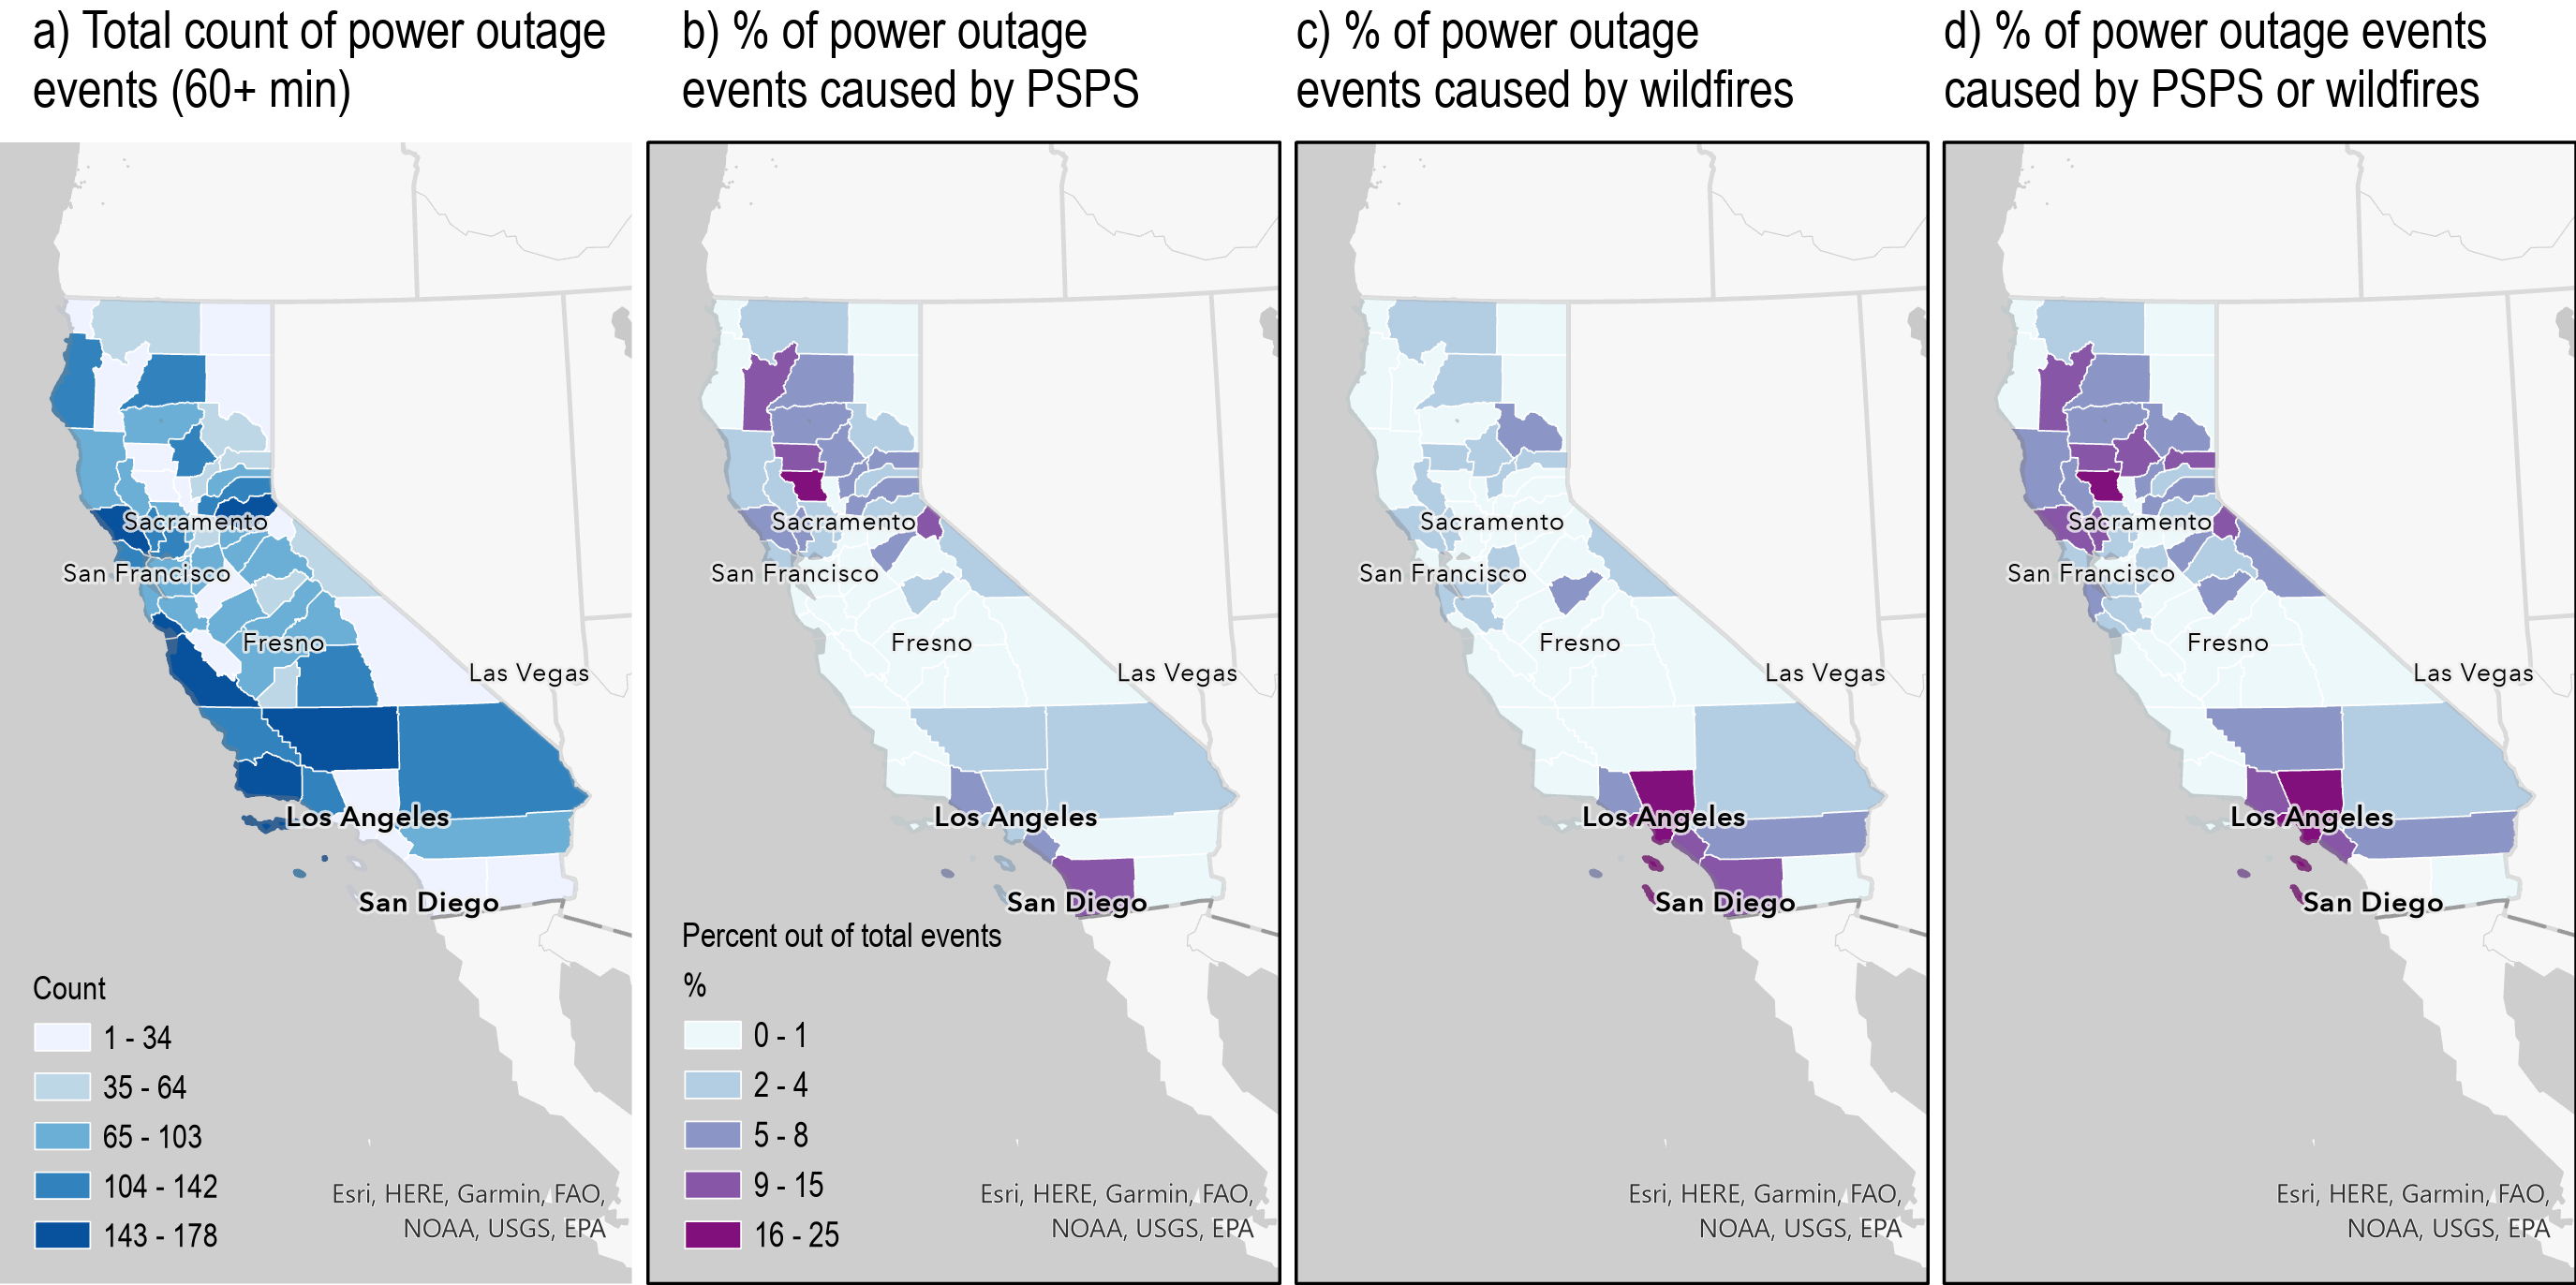 a) Total count of power outage
events (60+ min)
b) % of power outage
events caused by PSPS
c) % of power outage
events caused by wildfires
d) % of power outage events
caused by PSPS or wildfires
Sacramento
San Francisco
Fresno
Las Vegas
Los Angeles
San Diego
Count
1 - 34
35 - 64
65 - 103
104 - 142
143 - 178
Esri, HERE, Garmin, FAO,
NOAA, USGS, EPA
Sacramento
San Francisco
Fresno
Las Vegas
Los Angeles
San Diego
Percent out of total events
%
0 - 1
2 - 4
5 - 8
9 - 15
16 - 25
Esri, HERE, Garmin, FAO,
NOAA, USGS, EPA
Sacramento
San Francisco
Fresno
Las Vegas
Los Angeles
San Diego
Esri, HERE, Garmin, FAO,
NOAA, USGS, EPA
Sacramento
San Francisco
Fresno
Las Vegas
Los Angeles
San Diego
Esri, HERE, Garmin, FAO,
NOAA, USGS, EPA